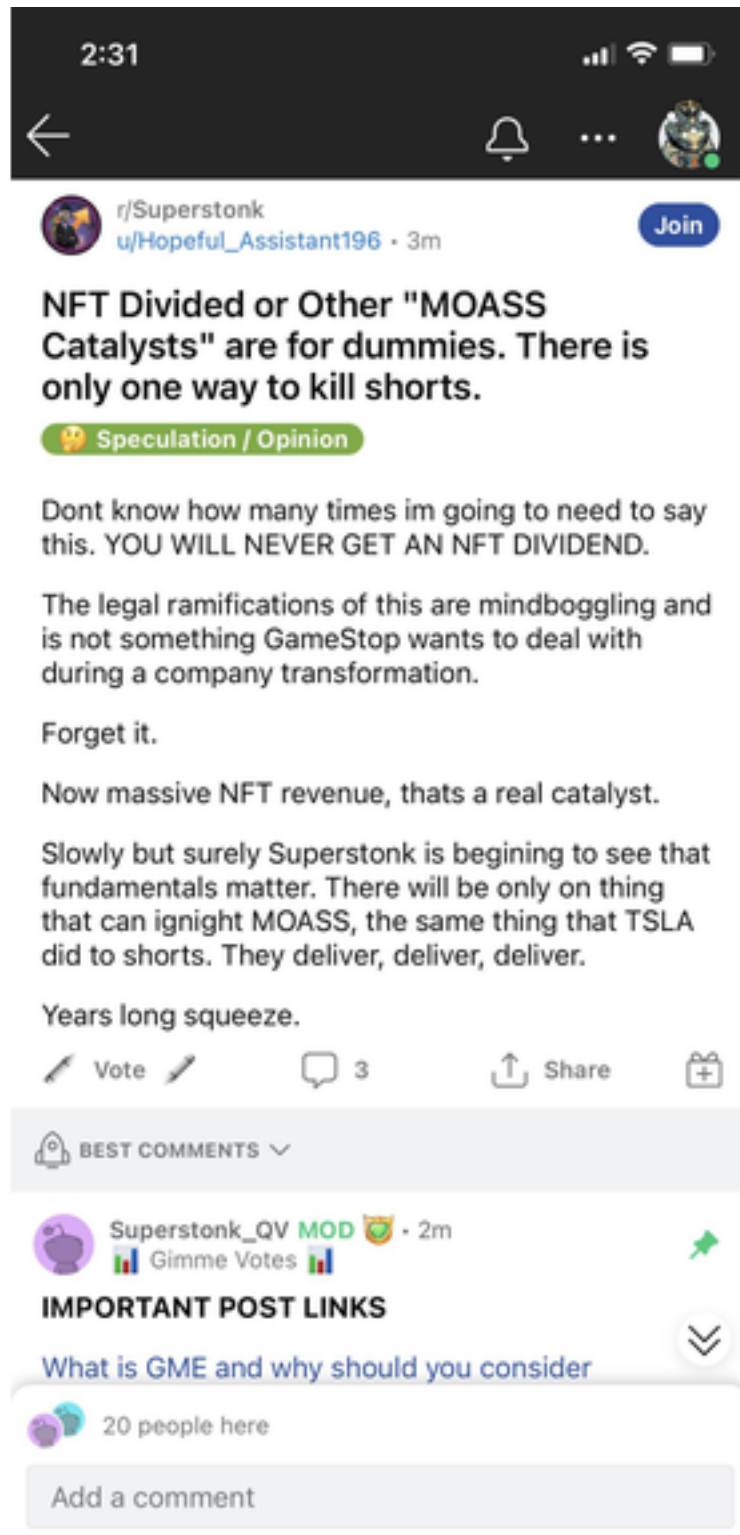 2:31
r/Superstonk
u/Hopeful_Assistant196 • 3m
Join
NFT Divided or Other "MOASS
Catalysts" are for dummies. There is
only one way to kill shorts.
🤔 Speculation / Opinion
Dont know how many times im going to need to say
this. YOU WILL NEVER GET AN NFT DIVIDEND.
The legal ramifications of this are mindboggling and
is not something GameStop wants to deal with
during a company transformation.
Forget it.
Now massive NFT revenue, thats a real catalyst.
Slowly but surely Superstonk is begining to see that
fundamentals matter. There will be only on thing
that can ignight MOASS, the same thing that TSLA
did to shorts. They deliver, deliver, deliver.
Years long squeeze.
Vote
3
Share
BEST COMMENTS
Superstonk_QV MOD • 2m
📊 Gimme Votes 📊
IMPORTANT POST LINKS
What is GME and why should you consider
20 people here
Add a comment